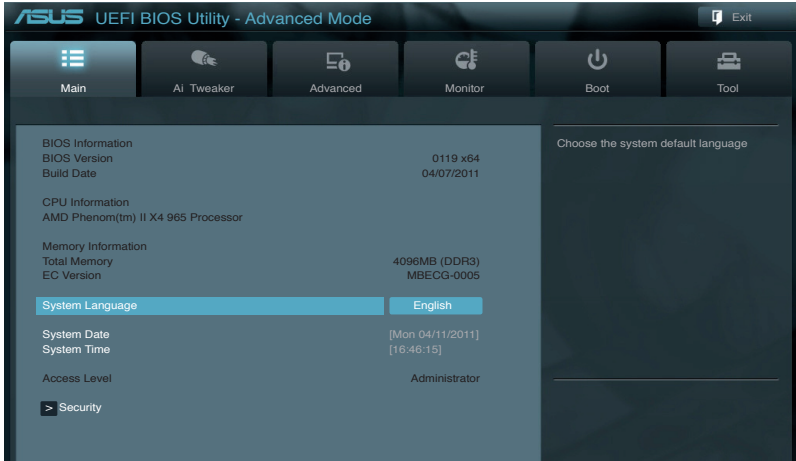 ASUS UEFI BIOS Utility - Advanced Mode
Exit
Main
Ai Tweaker
Advanced
Monitor
Boot
Tool
BIOS Information
BIOS Version 0119 x64
Build Date 04/07/2011
CPU Information
AMD Phenom(tm) II X4 965 Processor
Memory Information
Total Memory 4096MB (DDR3)
EC Version MBECG-0005
System Language English
System Date [Mon 04/11/2011]
System Time [16:46:15]
Access Level Administrator
> Security
Choose the system default language